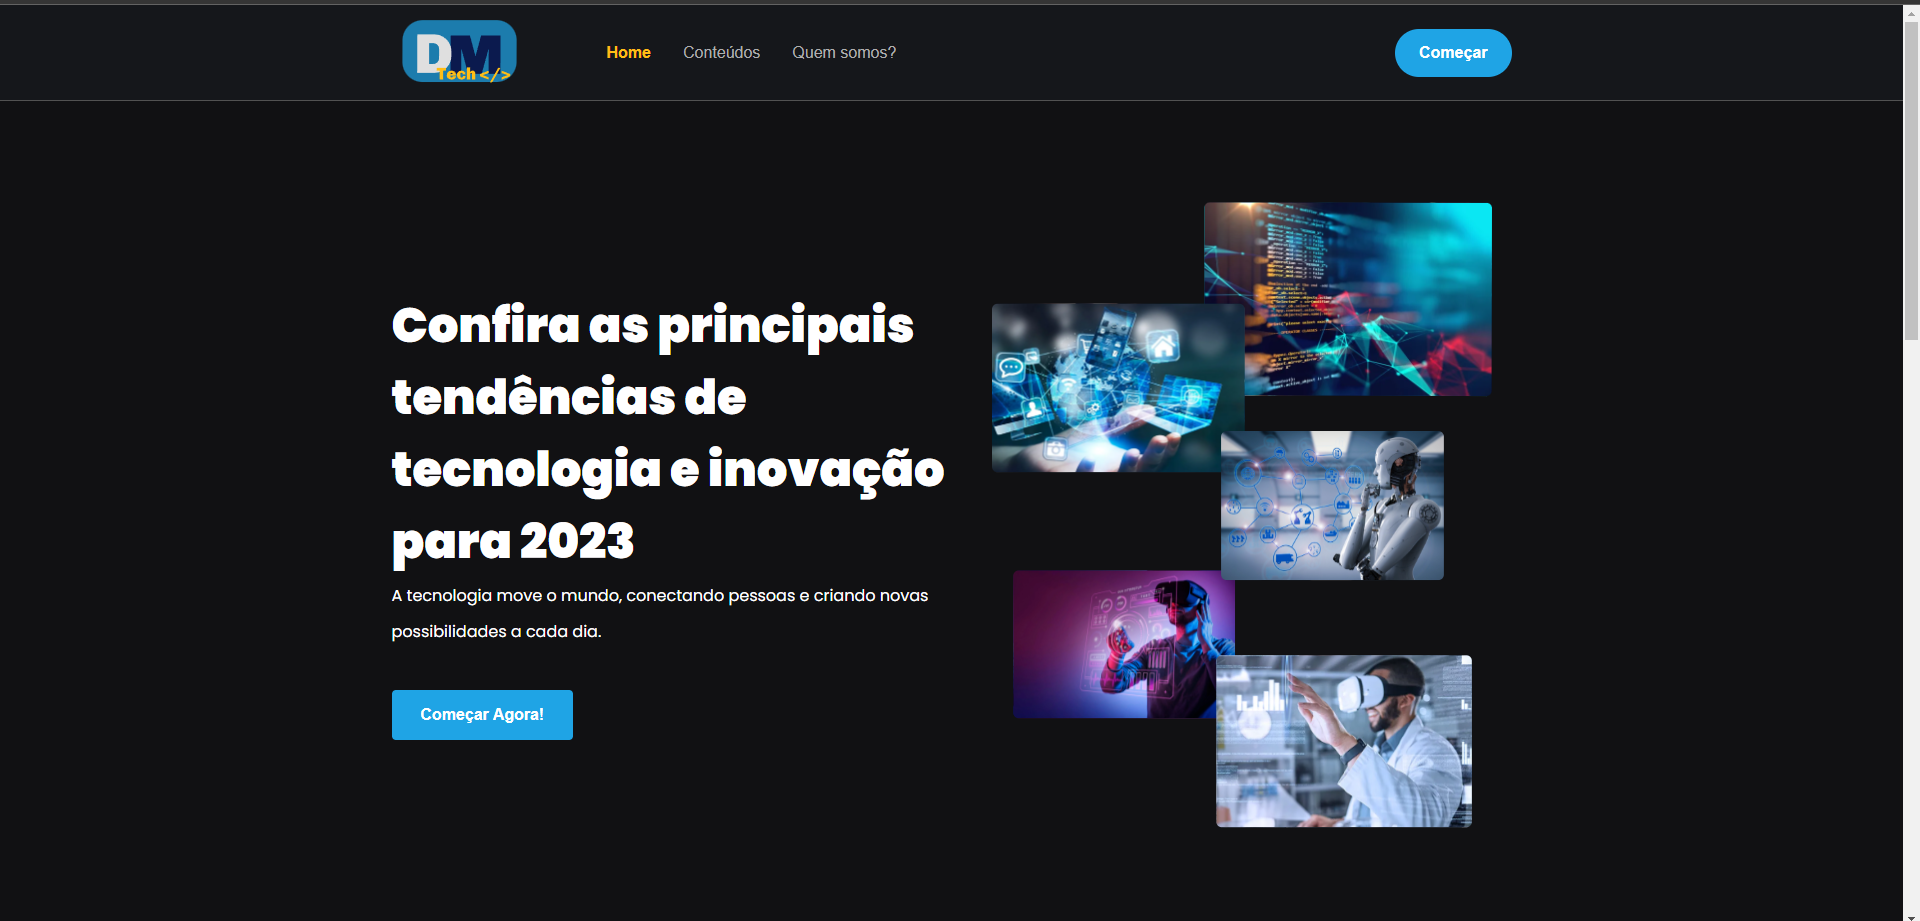 DM
Tech </>
Home
Conteúdos
Quem somos?
Começar
Confira as principais
tendências de
tecnologia e inovação
para 2023
A tecnologia move o mundo, conectando pessoas e criando novas
possibilidades a cada dia.
Começar Agora!